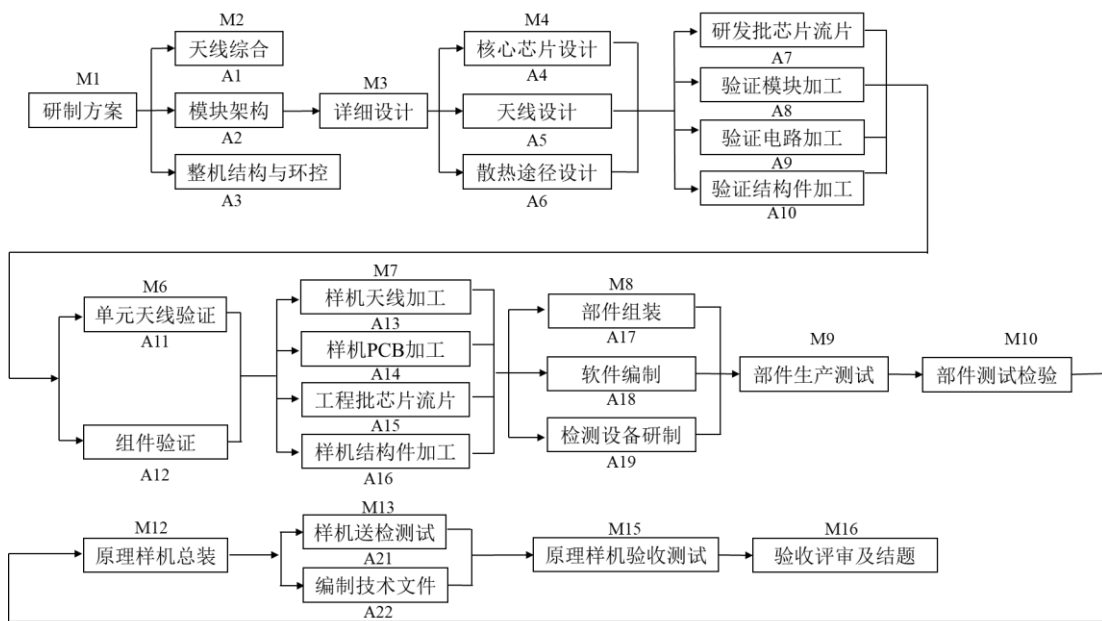 M2
天线综合
A1
M1
研制方案
模块架构
A2
整机结构与环控
A3
M3
详细设计
M4
核心芯片设计
A4
天线设计
A5
散热途径设计
A6
研发批芯片流片
A7
验证模块加工
A8
验证电路加工
A9
验证结构件加工
A10
M6
单元天线验证
A11
组件验证
A12
M7
样机天线加工
A13
样机PCB加工
A14
工程批芯片流片
A15
样机结构件加工
A16
M8
部件组装
A17
软件编制
A18
检测设备研制
A19
M9
部件生产测试
M10
部件测试检验
M12
原理样机总装
M13
样机送检测试
A21
编制技术文件
A22
M15
原理样机验收测试
M16
验收评审及结题